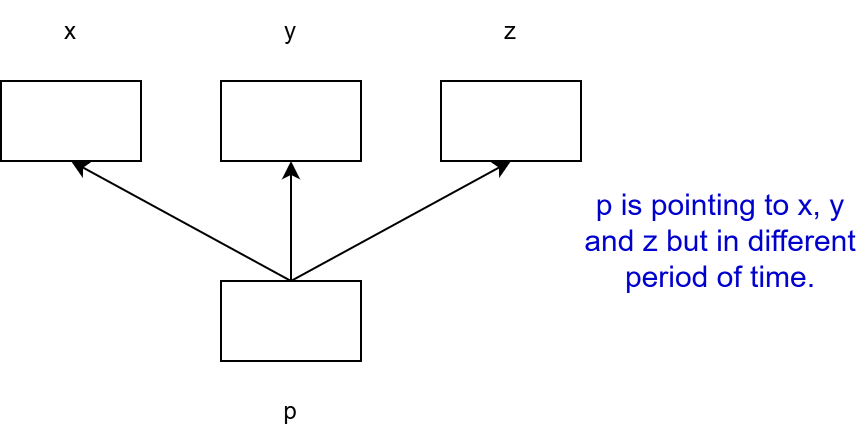 x
y
z
p is pointing to x, y
and z but in different
period of time.
p